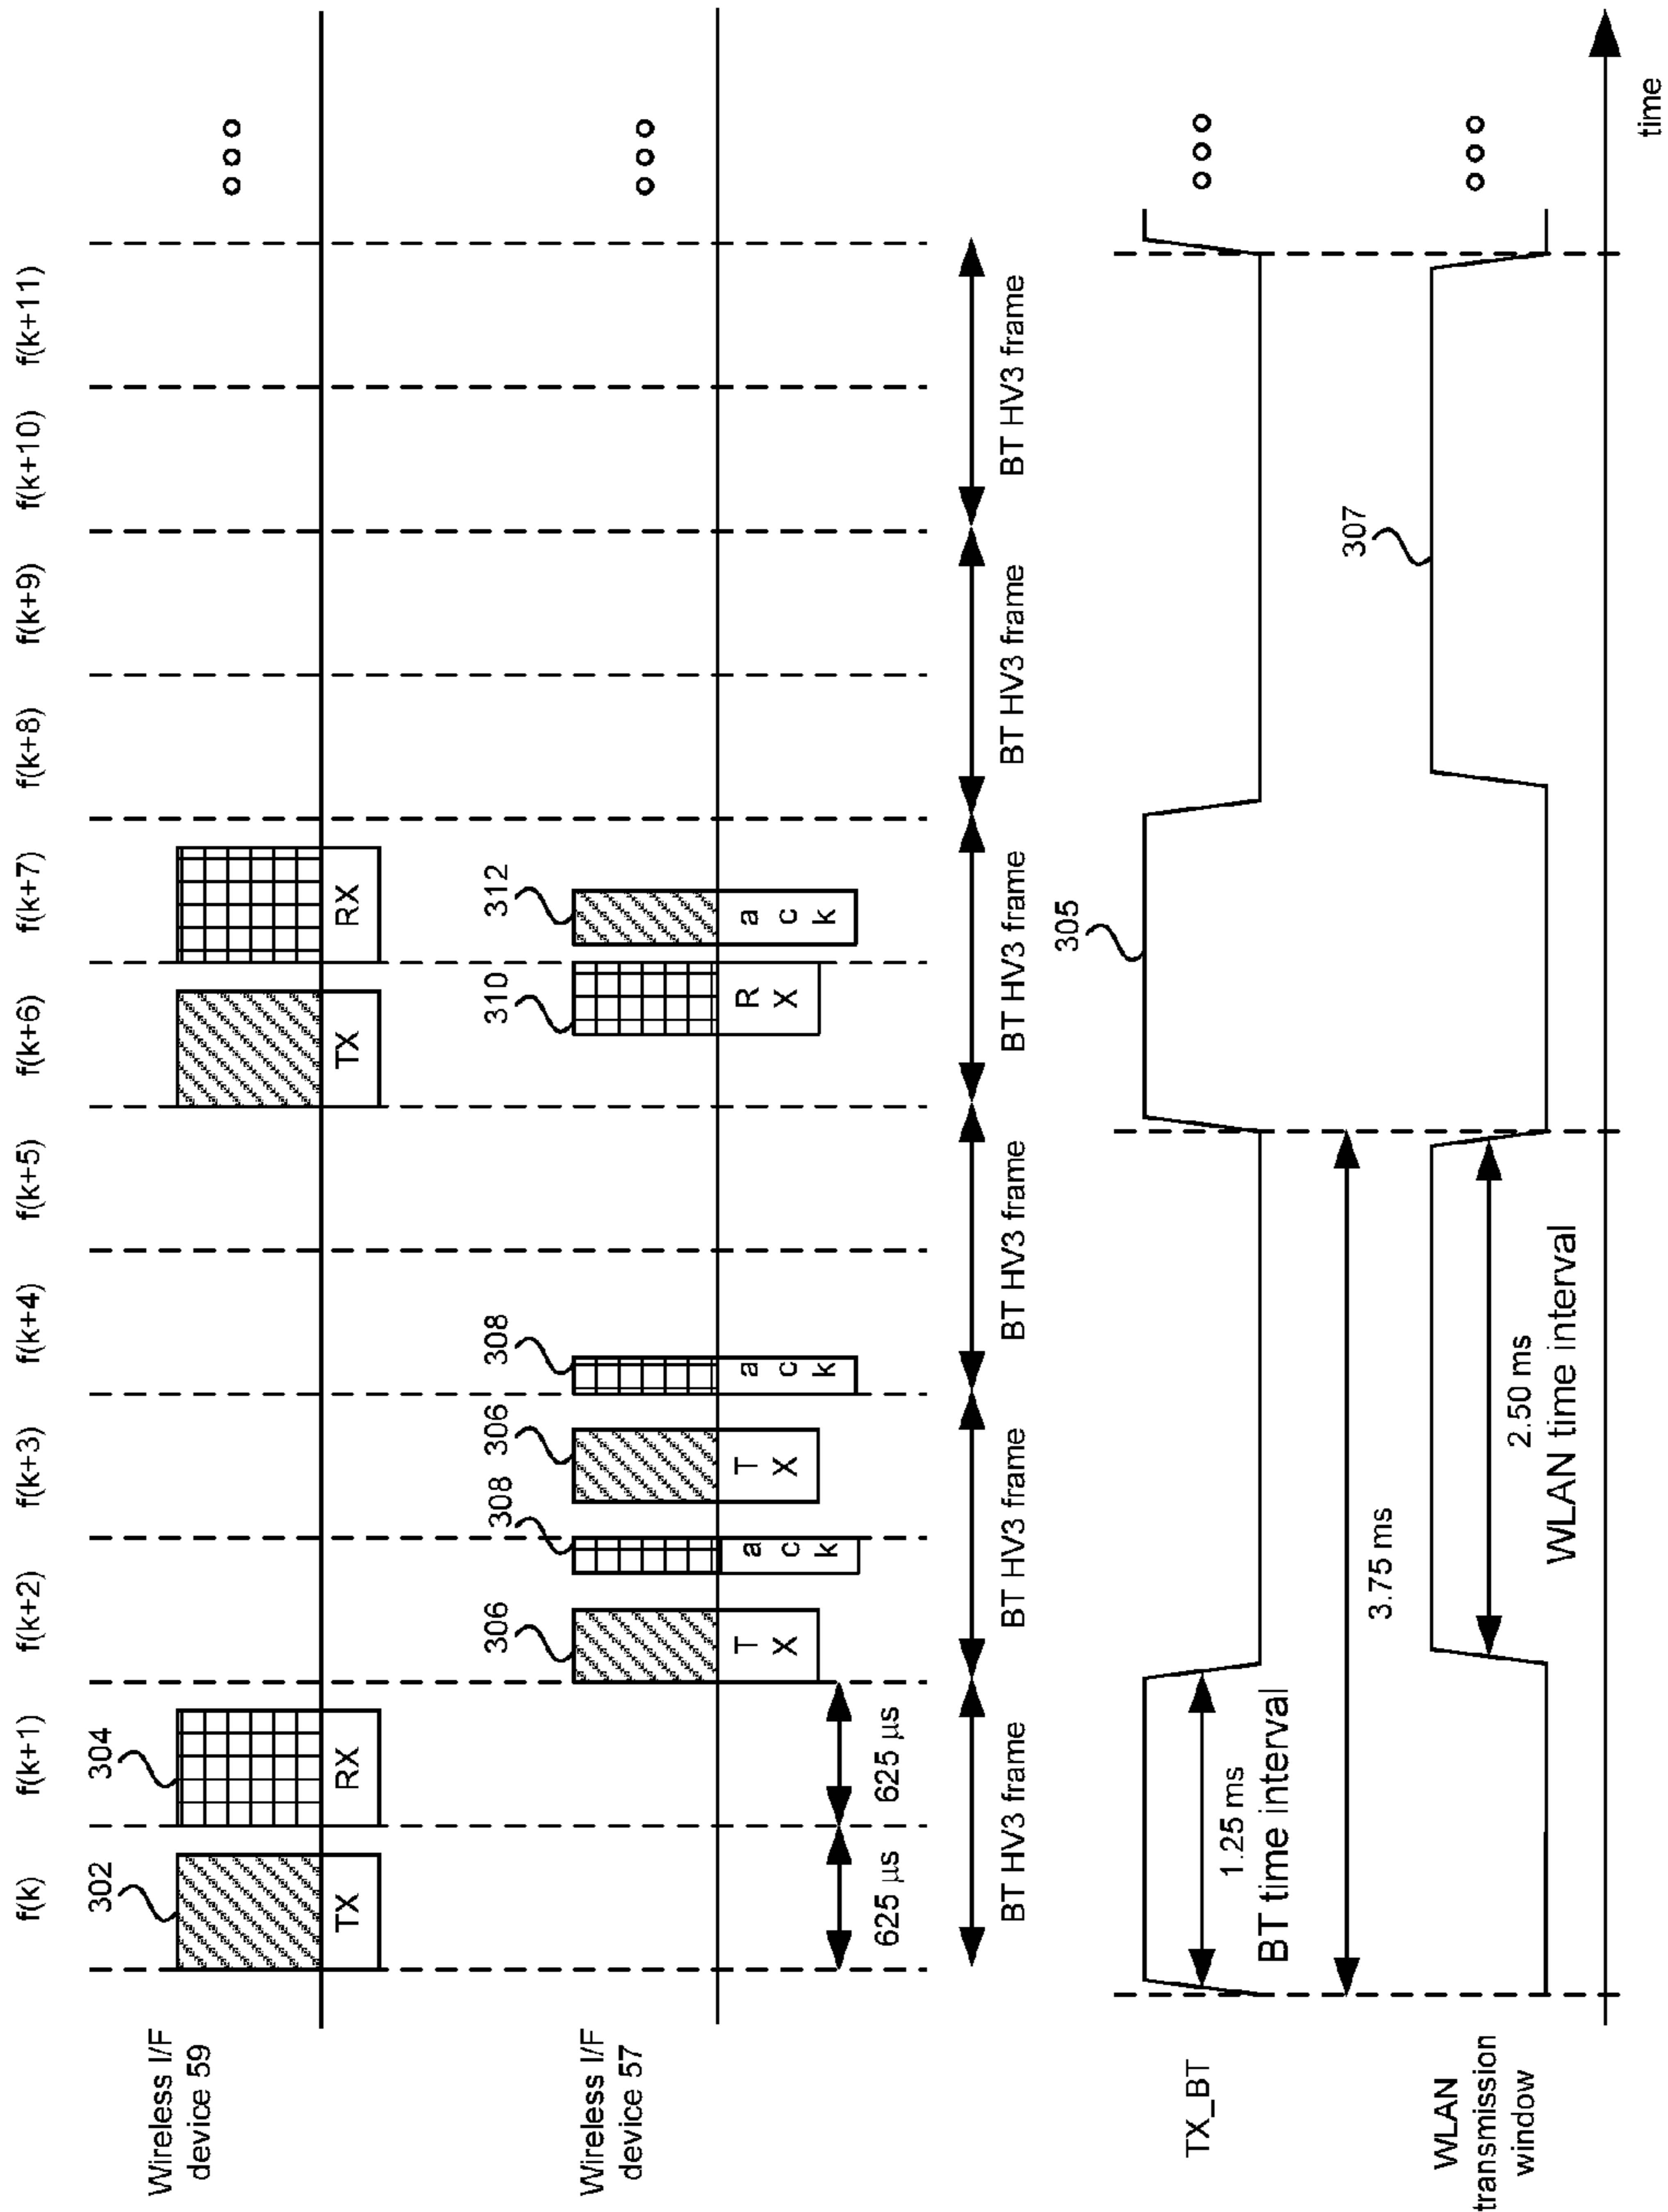 f(k)
f(k+1)
f(k+2)
f(k+3)
f(k+4)
f(k+5)
f(k+6)
f(k+7)
f(k+8)
f(k+9)
f(k+10)
f(k+11)
Wireless I/F
device 59
302
304
TX
RX
TX
RX
Wireless I/F
device 57
306
308
306
308
310
312
T
X
a
c
k
T
X
a
c
k
R
X
a
c
k
625 µs
625 µs
BT HV3 frame
BT HV3 frame
BT HV3 frame
BT HV3 frame
BT HV3 frame
BT HV3 frame
TX_BT
305
1.25 ms
BT time interval
3.75 ms
WLAN
transmission
window
307
2.50 ms
WLAN time interval
time